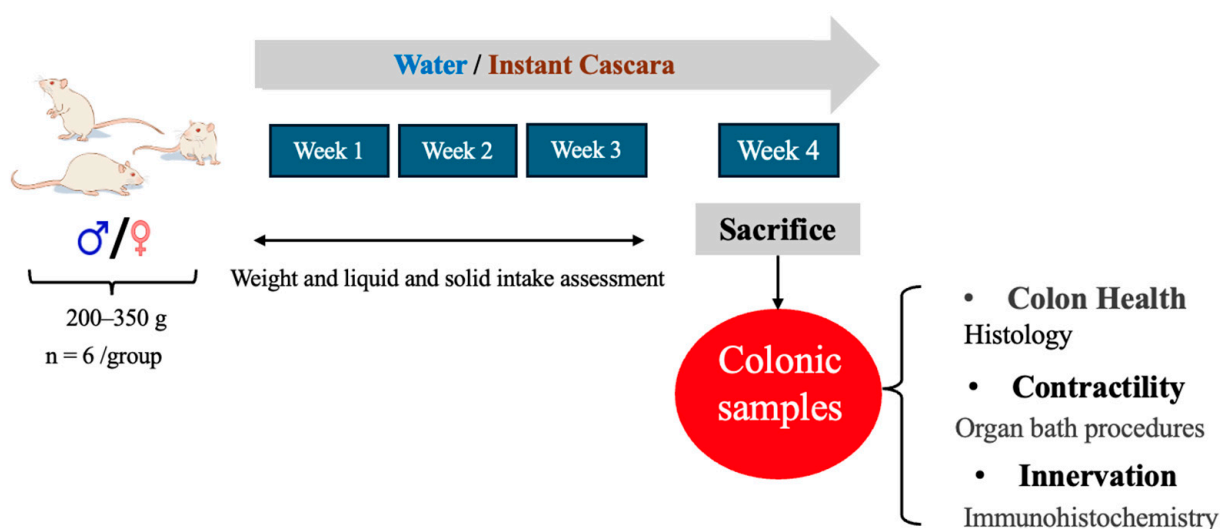 Water / Instant Cascara
Week 1
Week 2
Week 3
Week 4
♂/♀
200–350 g
n = 6 /group
Weight and liquid and solid intake assessment
Sacrifice
Colonic
samples
• Colon Health
Histology
• Contractility
Organ bath procedures
• Innervation
Immunohistochemistry